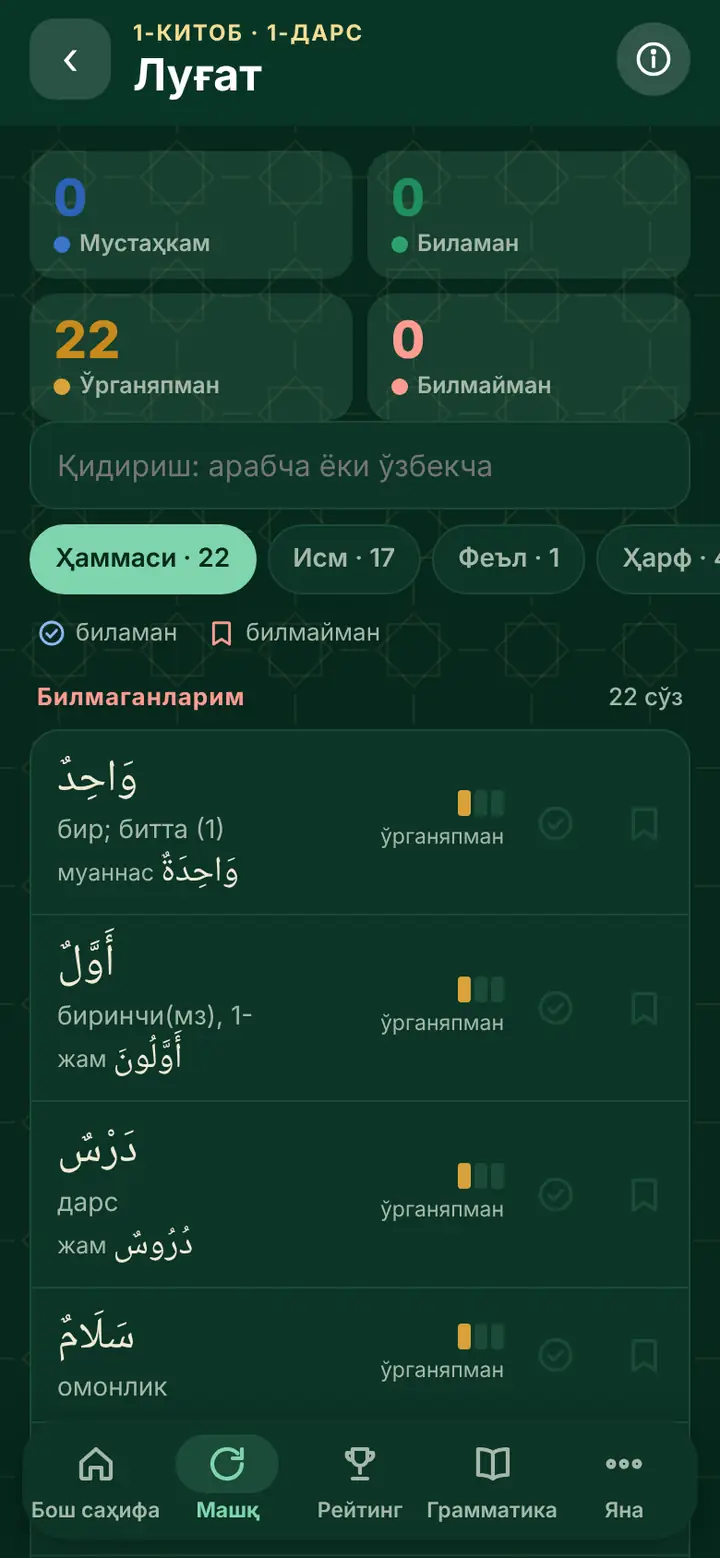 1-КИТОБ · 1-ДАРС
Луғат
0
Мустаҳкам
0
Биламан
22
Ўрганяпман
0
Билмайман
Қидириш: арабча ёки ўзбекча
Ҳаммаси · 22
Исм · 17
Феъл · 1
Ҳарф ·
биламан
билмайман
Билмаганларим
22 сўз
وَاحِدٌ
бир; битта (1)
муаннас وَاحِدَةٌ
ўрганяпман
أَوَّلٌ
биринчи(мз), 1-
жам أَوَّلُونَ
ўрганяпман
دَرْسٌ
дарс
жам دُرُوسٌ
ўрганяпман
سَلَامٌ
омонлик
ўрганяпман
Бош саҳифа
Машқ
Рейтинг
Грамматика
Яна